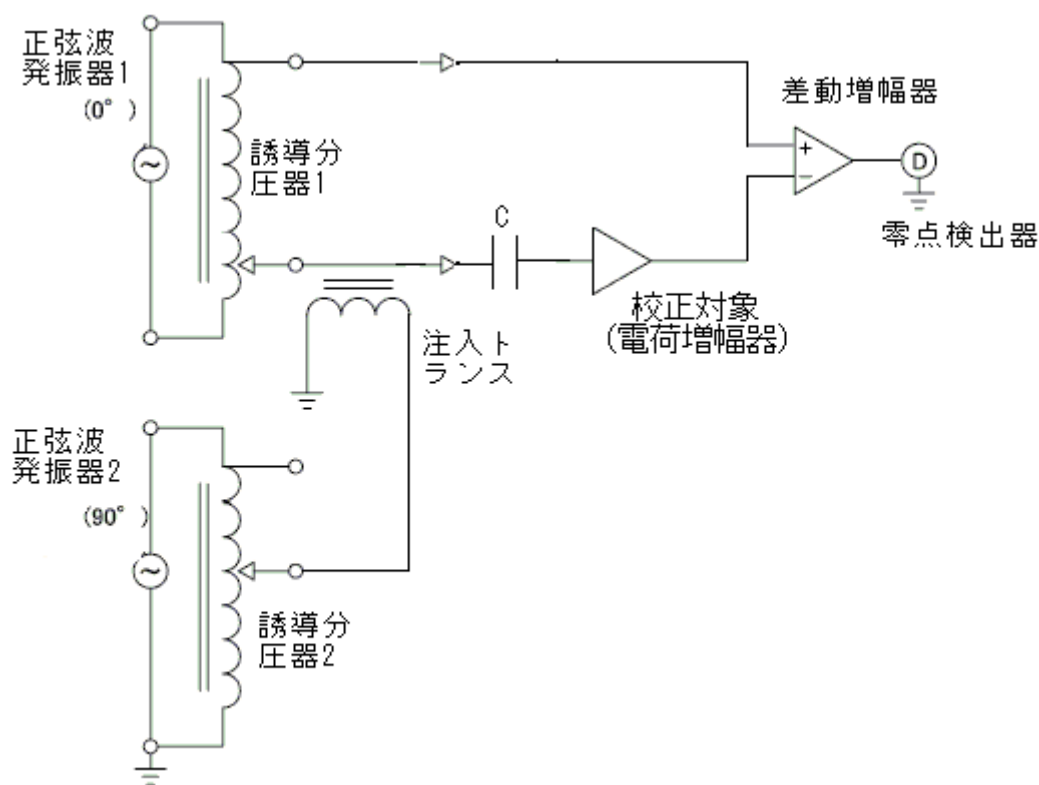 正弦波
発振器1
(0°)
誘導分
圧器1
差動増幅器
+
−
D
零点検出器
C
校正対象
(電荷増幅器)
注入ト
ランス
正弦波
発振器2
(90°)
誘導分
圧器2